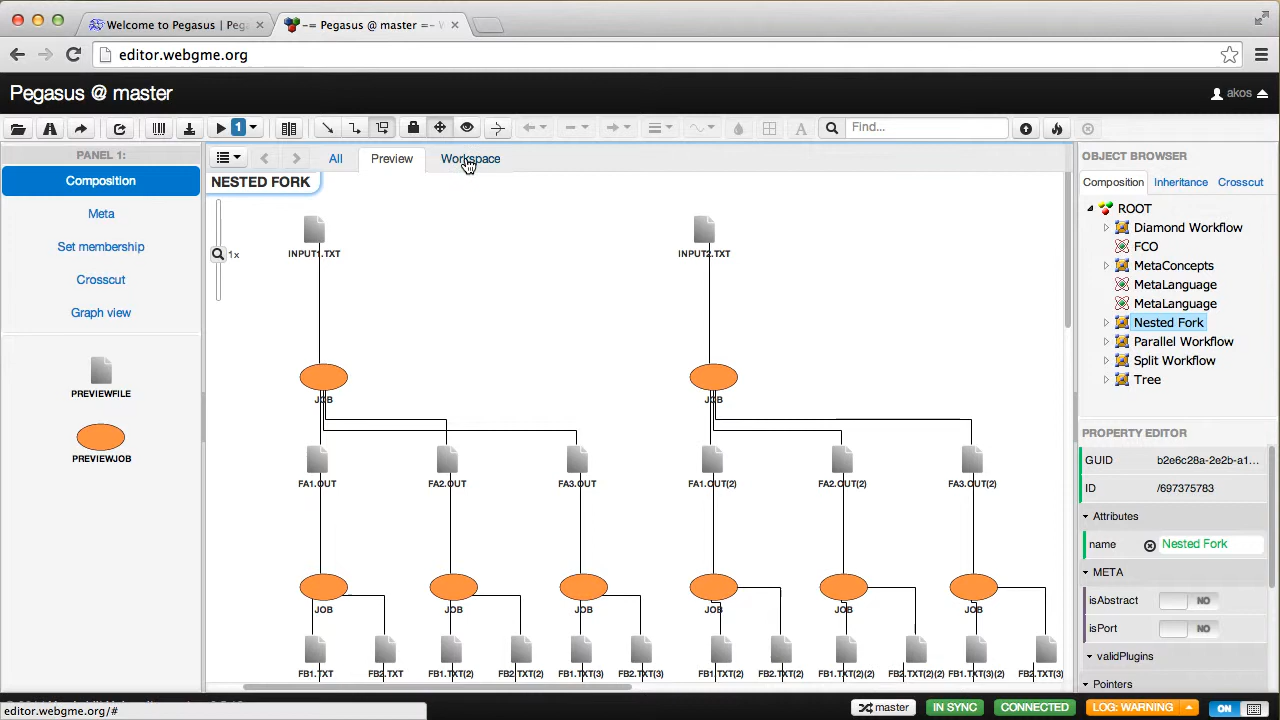 Welcome to Pegasus | Peg
-= Pegasus @ master =- W
editor.webgme.org
Pegasus @ master
akos
1
Find...
PANEL 1:
Composition
Meta
Set membership
Crosscut
Graph view
PREVIEWFILE
PREVIEWJOB
All
Preview
Workspace
NESTED FORK
1x
INPUT1.TXT
INPUT2.TXT
JOB
JOB
FA1.OUT
FA2.OUT
FA3.OUT
FA1.OUT(2)
FA2.OUT(2)
FA3.OUT(2)
JOB
JOB
JOB
JOB
JOB
JOB
FB1.TXT
FB2.TXT
FB1.TXT(2)
FB2.TXT(2)
FB1.TXT(3)
FB2.TXT(3)
FB1.TXT(2)
FB2.TXT(2)
FB1.TXT(2)(2)
FB2.TXT(2)(2)
FB1.TXT(3)(2)
FB2.TXT(3)
OBJECT BROWSER
Composition
Inheritance
Crosscut
ROOT
Diamond Workflow
FCO
MetaConcepts
MetaLanguage
MetaLanguage
Nested Fork
Parallel Workflow
Split Workflow
Tree
PROPERTY EDITOR
GUID b2e6c28a-2e2b-a1...
ID /697375783
Attributes
name Nested Fork
META
isAbstract NO
isPort NO
validPlugins
Pointers
editor.webgme.org/#
master
IN SYNC
CONNECTED
LOG: WARNING
ON